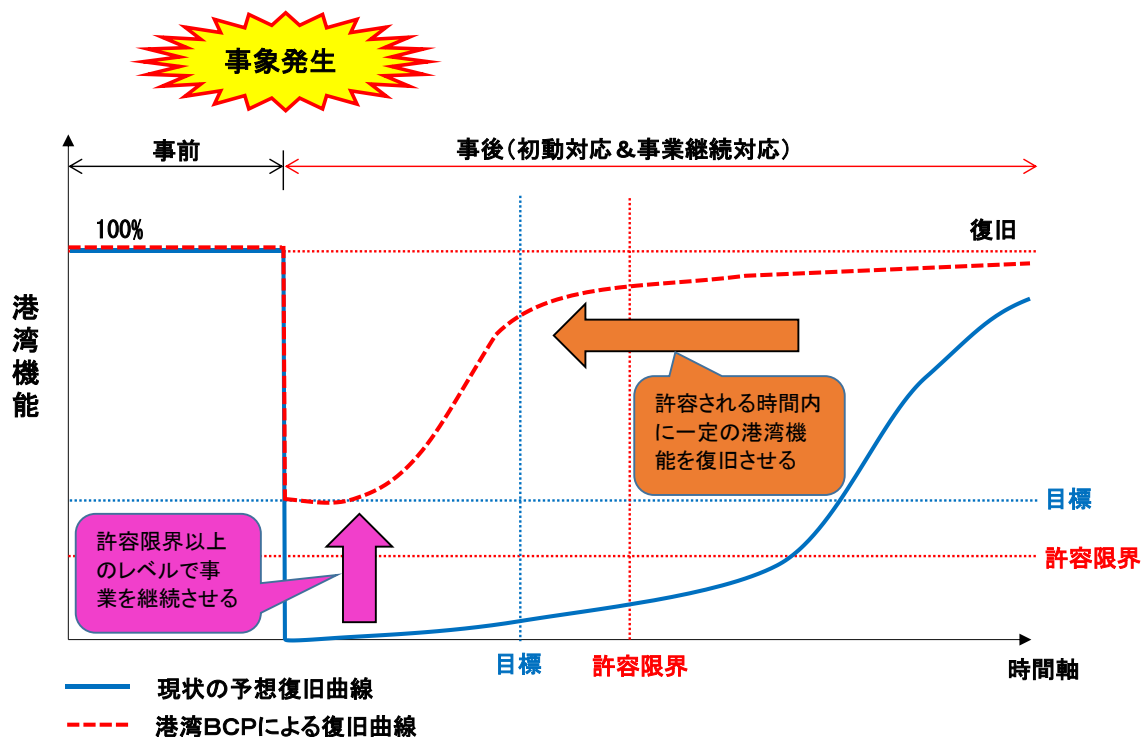 事象発生
事前
事後(初動対応&事業継続対応)
100%
復旧
港湾機能
許容される時間内
に一定の港湾機
能を復旧させる
目標
許容限界以上
のレベルで事
業を継続させる
許容限界
目標
許容限界
時間軸
現状の予想復旧曲線
港湾BCPによる復旧曲線